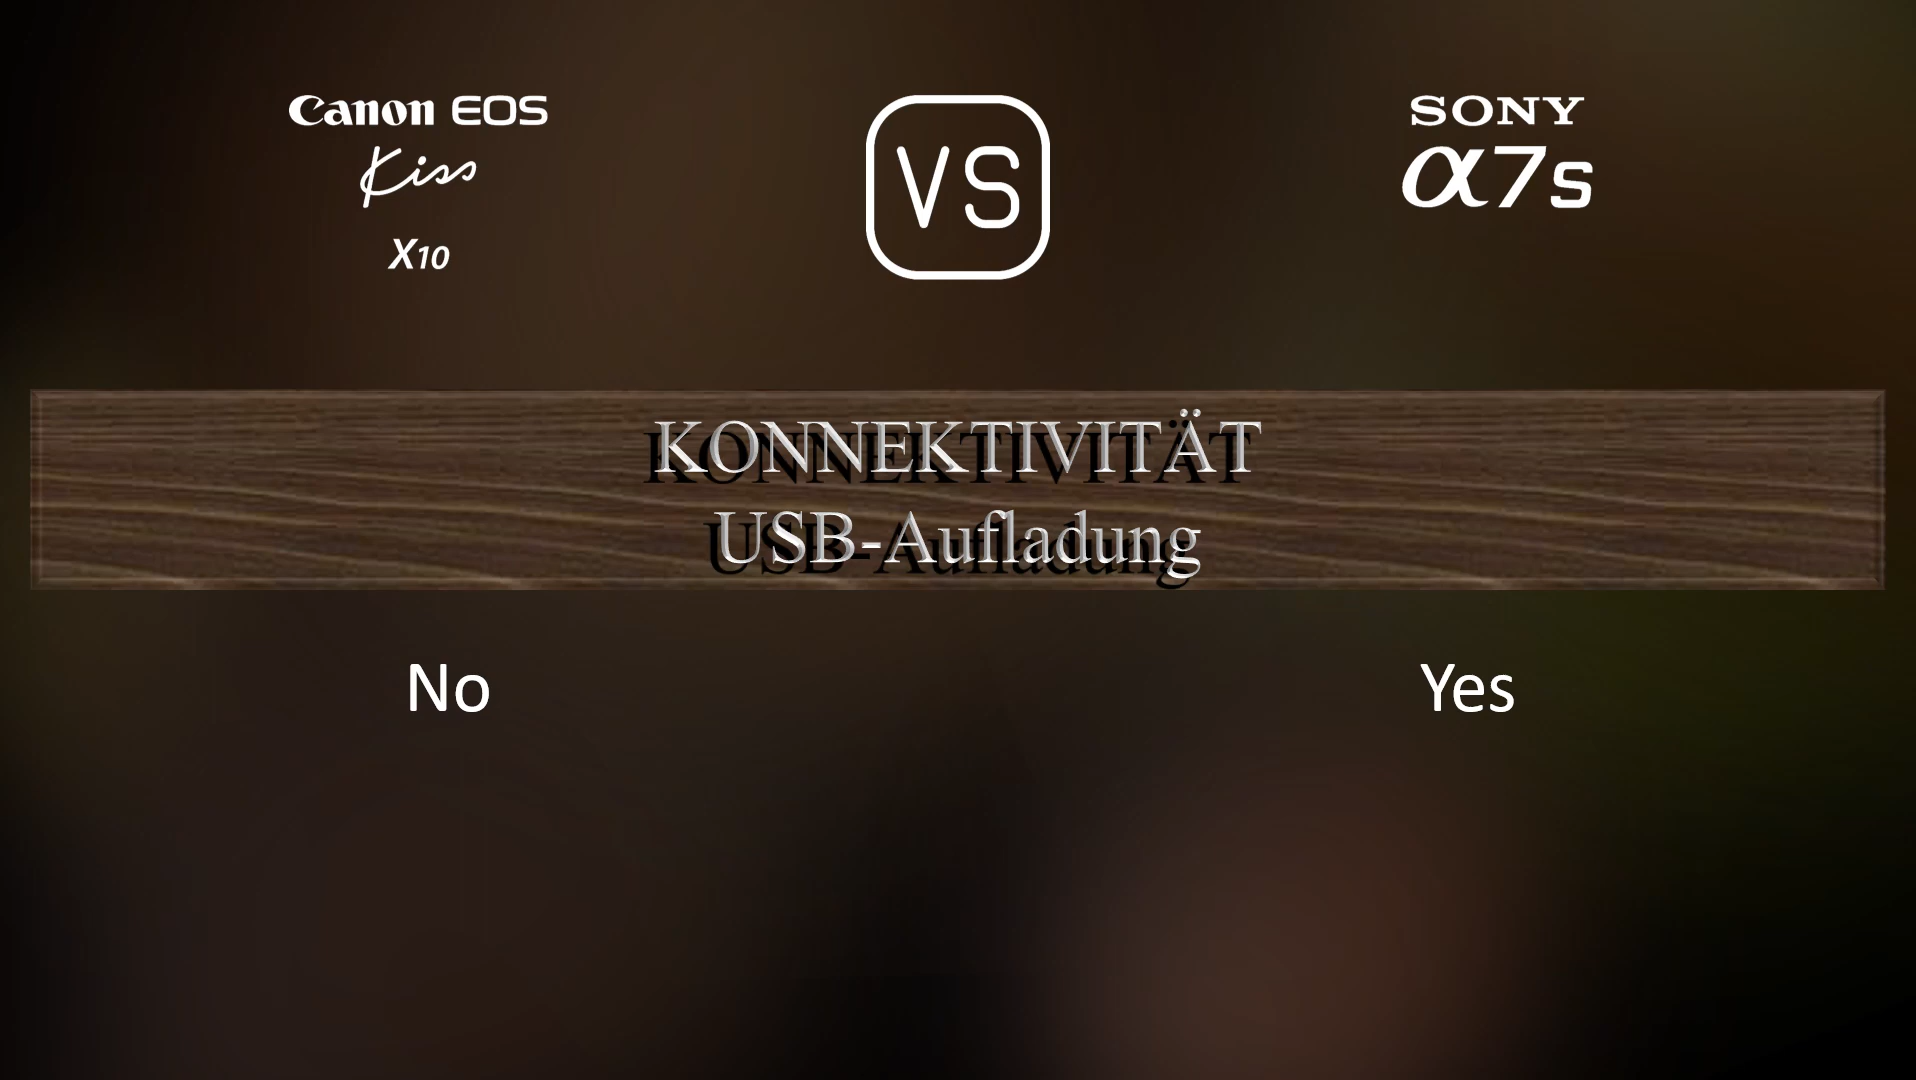 Canon EOS
Kiss
X10
VS
SONY
α7s
KONNEKTIVITÄT
USB-Aufladung
No
Yes